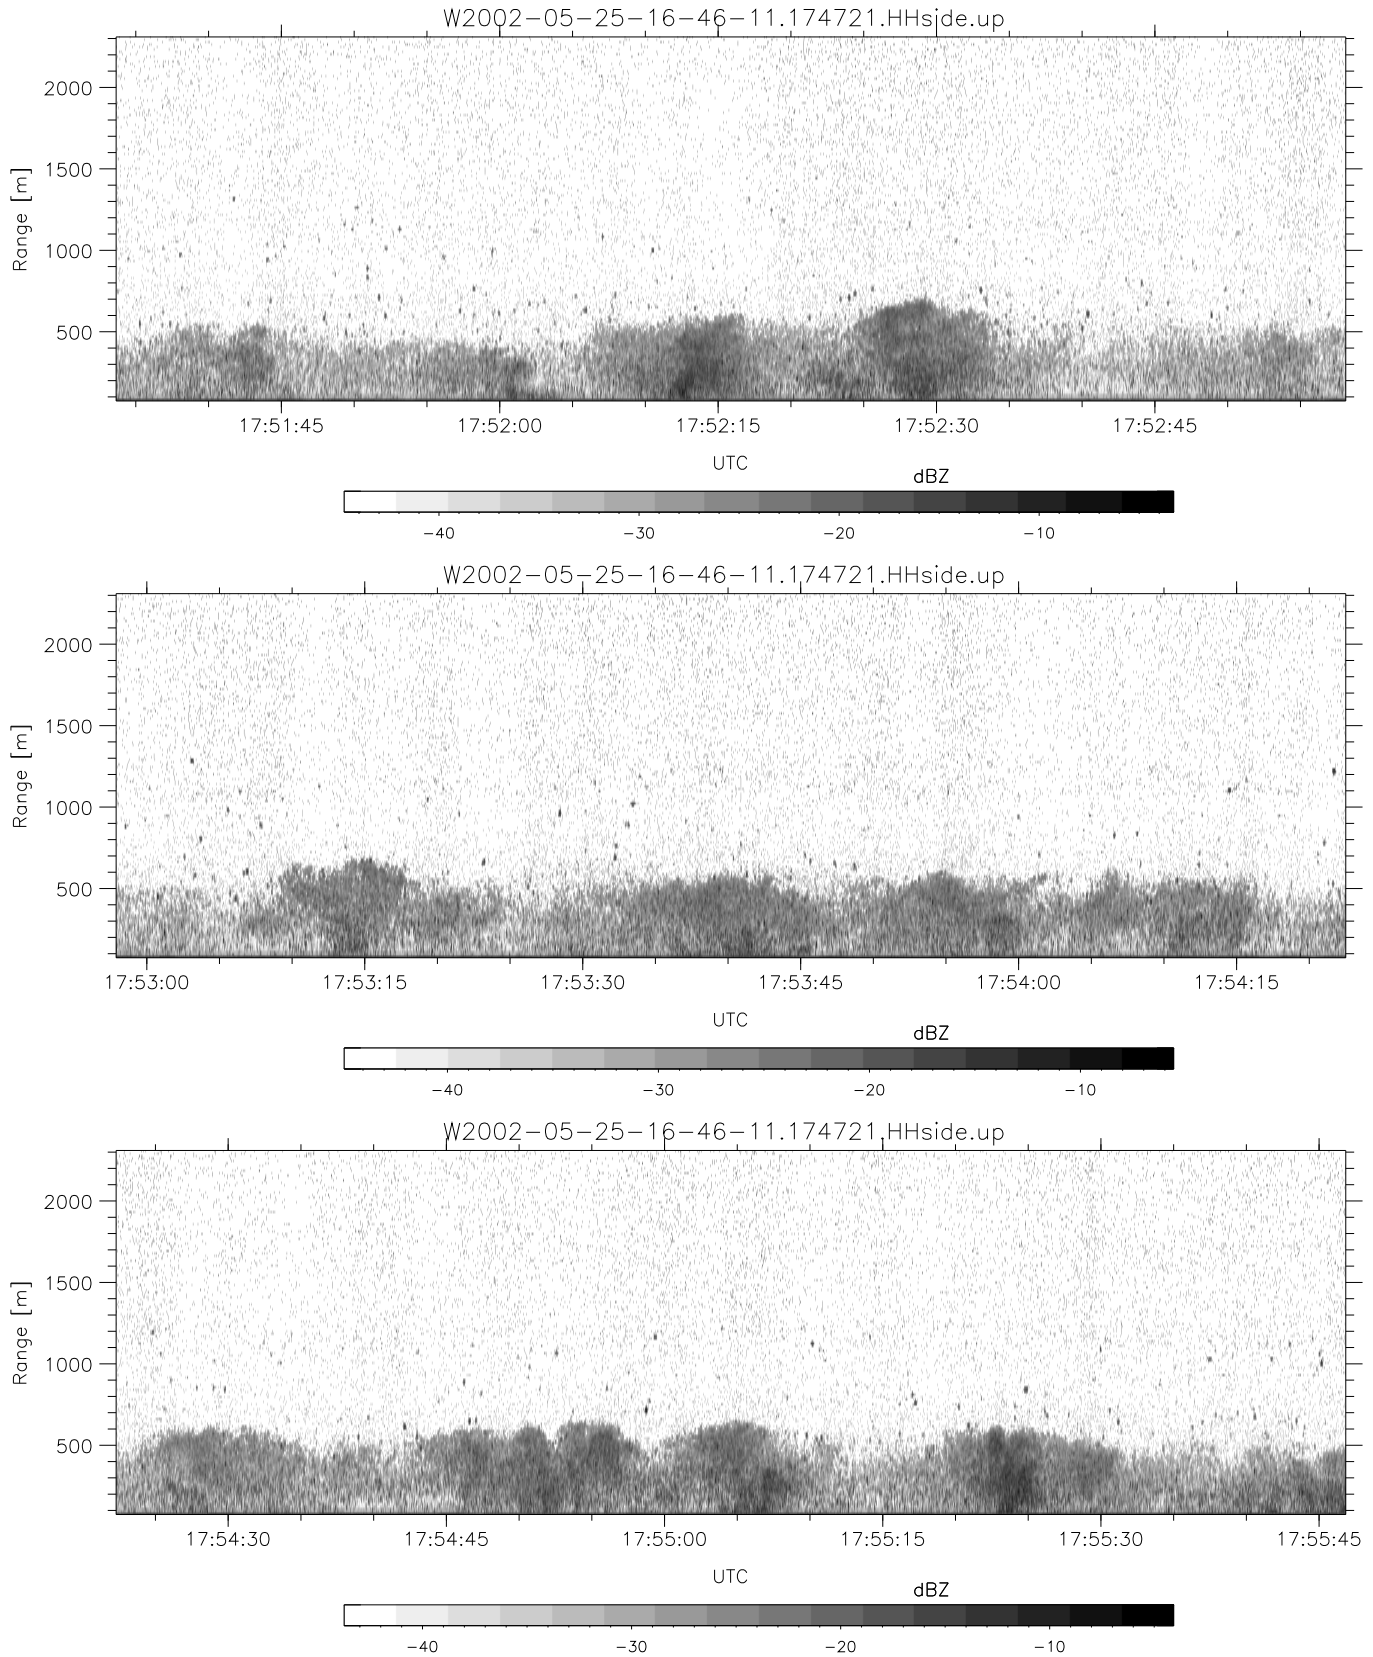 W2002-05-25-16-46-11.174721.HHside.up
2000
1500
1000
500
Range [m]
17:51:45 17:52:00 17:52:15 17:52:30 17:52:45
UTC
dBZ
-40 -30 -20 -10
W2002-05-25-16-46-11.174721.HHside.up
2000
1500
1000
500
Range [m]
17:53:00 17:53:15 17:53:30 17:53:45 17:54:00 17:54:15
UTC
dBZ
-40 -30 -20 -10
W2002-05-25-16-46-11.174721.HHside.up
2000
1500
1000
500
Range [m]
17:54:30 17:54:45 17:55:00 17:55:15 17:55:30 17:55:45
UTC
dBZ
-40 -30 -20 -10